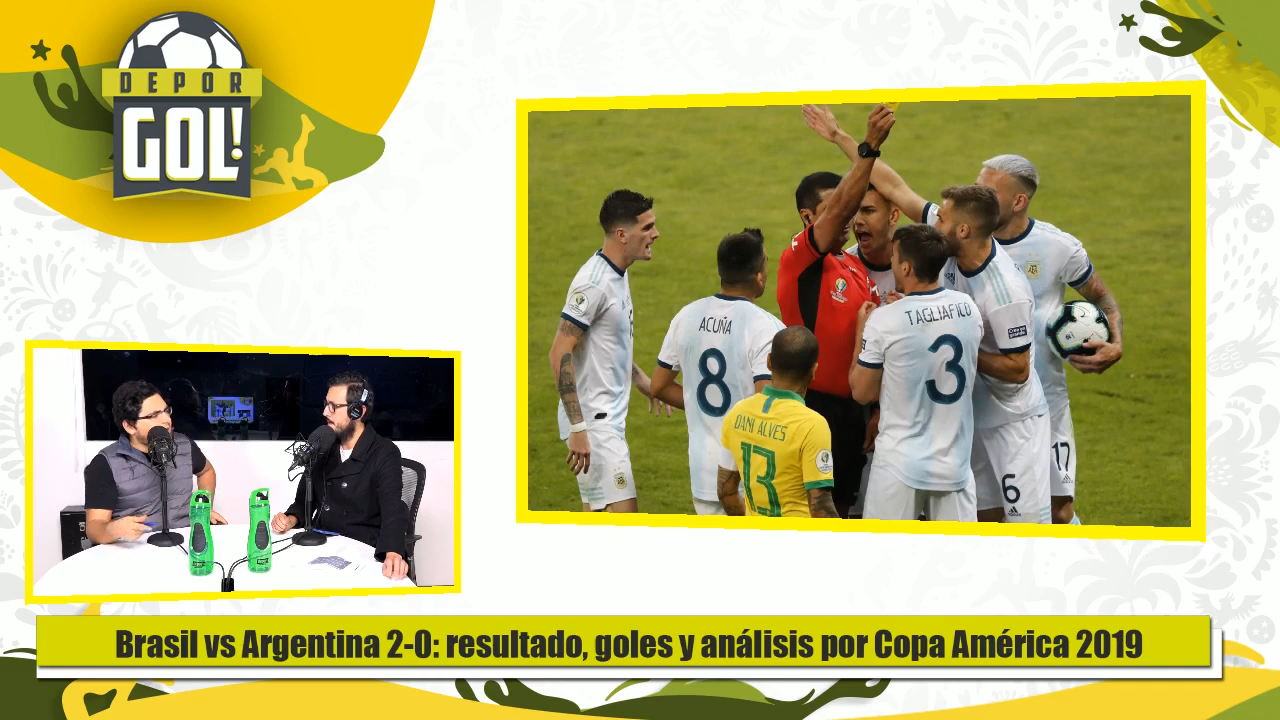 DEPOR
GOL!
ACUÑA
8
TAGLIAFICO
3
DANI ALVES
13
6
17
Brasil vs Argentina 2-0: resultado, goles y análisis por Copa América 2019